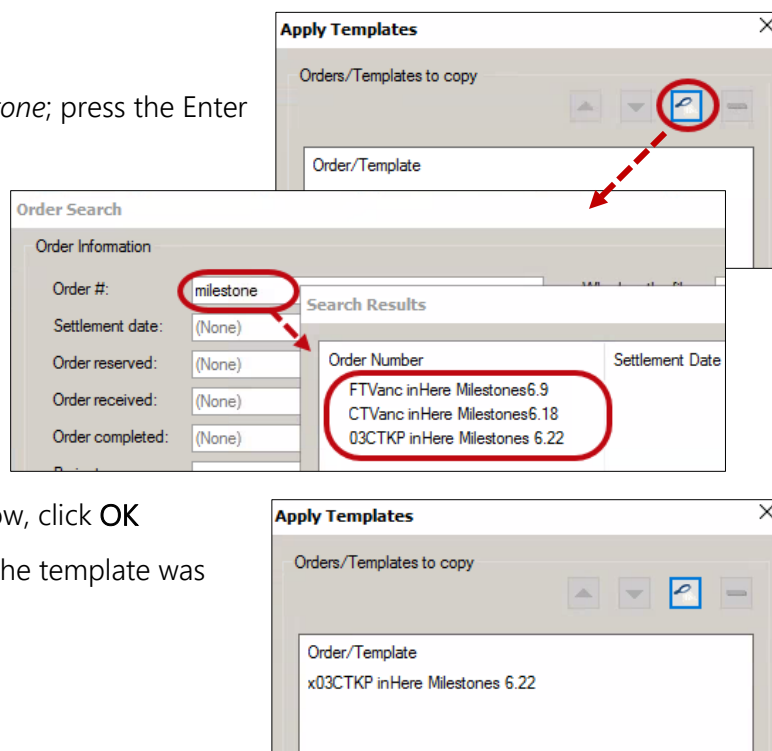 Apply Templates
Orders/Templates to copy
one; press the Enter
Order/Template
Order Search
Order Information
Order #:
milestone
Settlement date:
(None)
Order reserved:
(None)
Order received:
(None)
Order completed:
(None)
Search Results
Order Number
Settlement Date
FTVanc inHere Milestones6.9
CTVanc inHere Milestones6.18
03CTKP inHere Milestones 6.22
ow, click OK
he template was
Apply Templates
Orders/Templates to copy
Order/Template
x03CTKP inHere Milestones 6.22